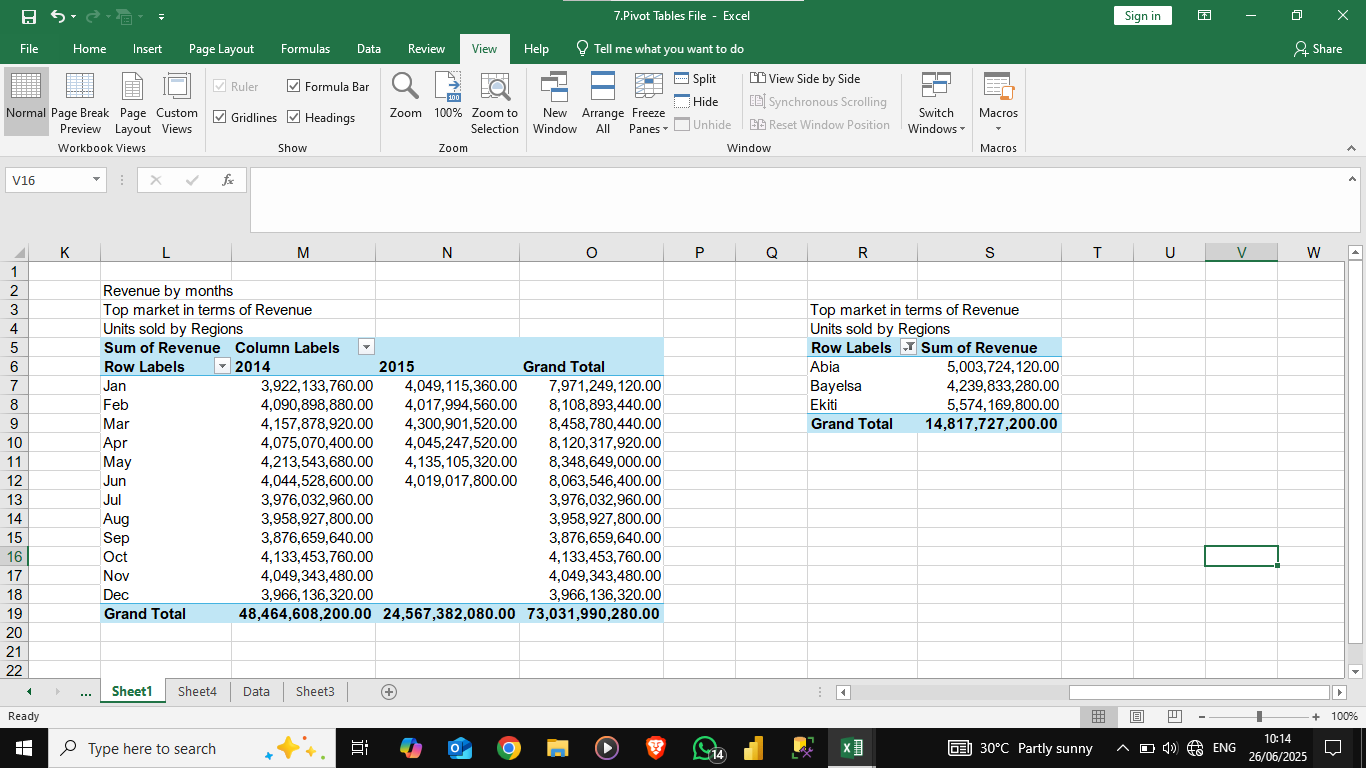 7.Pivot Tables File - Excel
Sign in
File Home Insert Page Layout Formulas Data Review View Help Tell me what you want to do Share
Normal Page Break Preview Page Layout Custom Views
Workbook Views
Ruler Formula Bar
Gridlines Headings
Show
Zoom 100% Zoom to Selection
100
Zoom
New Window Arrange All Freeze Panes
Split
Hide
Unhide
View Side by Side
Synchronous Scrolling
Reset Window Position
Switch Windows
Window
Macros
Macros
V16 fx
K L M N O P Q R S T U V W
1
2 Revenue by months
3 Top market in terms of Revenue Top market in terms of Revenue
4 Units sold by Regions Units sold by Regions
5 Sum of Revenue Column Labels Row Labels Sum of Revenue
6 Row Labels 2014 2015 Grand Total Abia 5,003,724,120.00
7 Jan 3,922,133,760.00 4,049,115,360.00 7,971,249,120.00 Bayelsa 4,239,833,280.00
8 Feb 4,090,898,880.00 4,017,994,560.00 8,108,893,440.00 Ekiti 5,574,169,800.00
9 Mar 4,157,878,920.00 4,300,901,520.00 8,458,780,440.00 Grand Total 14,817,727,200.00
10 Apr 4,075,070,400.00 4,045,247,520.00 8,120,317,920.00
11 May 4,213,543,680.00 4,135,105,320.00 8,348,649,000.00
12 Jun 4,044,528,600.00 4,019,017,800.00 8,063,546,400.00
13 Jul 3,976,032,960.00 3,976,032,960.00
14 Aug 3,958,927,800.00 3,958,927,800.00
15 Sep 3,876,659,640.00 3,876,659,640.00
16 Oct 4,133,453,760.00 4,133,453,760.00
17 Nov 4,049,343,480.00 4,049,343,480.00
18 Dec 3,966,136,320.00 3,966,136,320.00
19 Grand Total 48,464,608,200.00 24,567,382,080.00 73,031,990,280.00
20
21
22
... Sheet1 Sheet4 Data Sheet3
Ready 100%
Type here to search 14 30°C Partly sunny ENG 10:14
26/06/2025